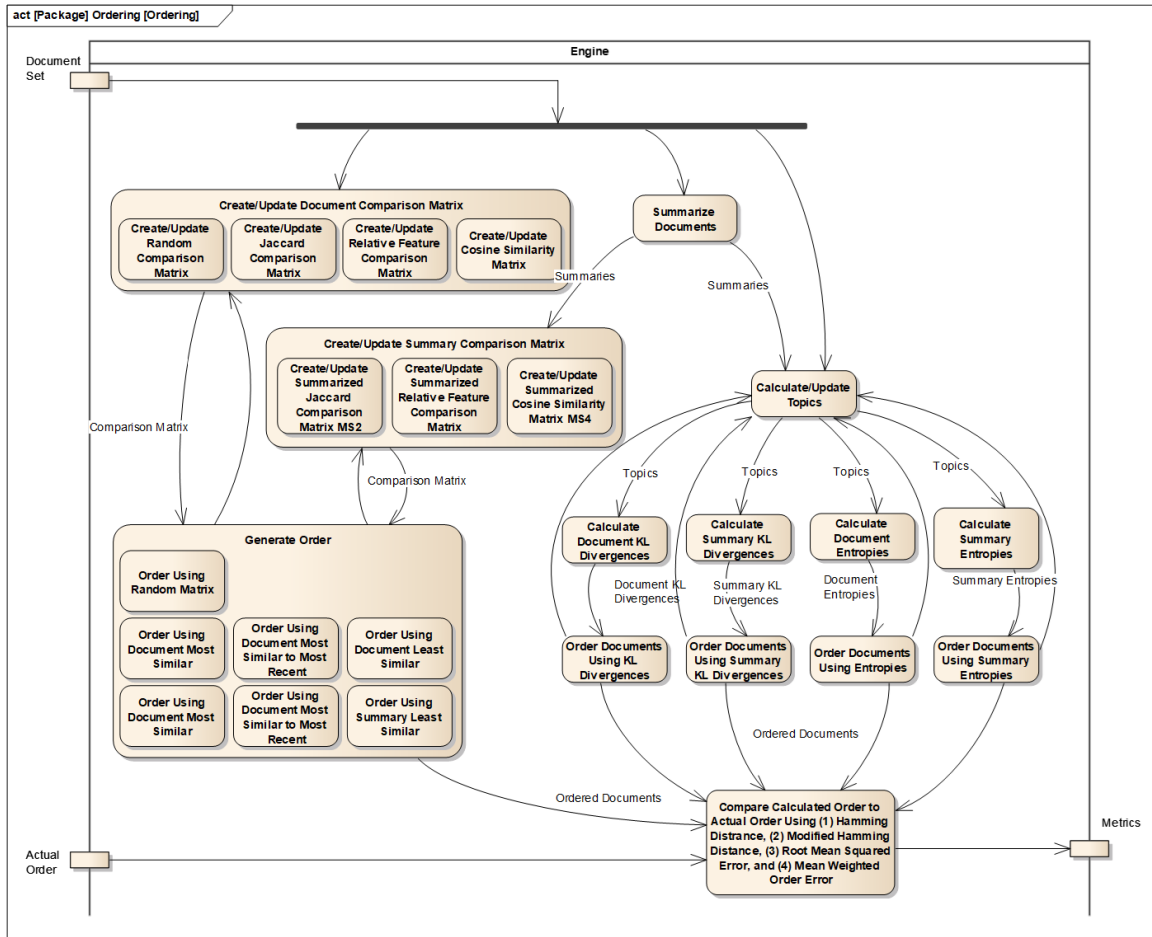 act [Package] Ordering [Ordering]
Engine
Document
Set
Create/Update Document Comparison Matrix
Create/Update
Random
Comparison
Matrix
Create/Update
Jaccard
Comparison
Matrix
Create/Update
Relative Feature
Comparison
Matrix
Create/Update
Cosine Similarity
Matrix
Summarize
Documents
Summaries
Summaries
Create/Update Summary Comparison Matrix
Create/Update
Summarized
Jaccard
Comparison
Matrix MS2
Create/Update
Summarized
Relative Feature
Comparison
Matrix
Create/Update
Summarized
Cosine Similarity
Matrix MS4
Calculate/Update
Topics
Comparison Matrix
Comparison Matrix
Topics
Topics
Topics
Topics
Calculate
Document KL
Divergences
Calculate
Summary KL
Divergences
Calculate
Document
Entropies
Calculate
Summary
Entropies
Document KL
Divergences
Summary KL
Divergences
Document
Entropies
Summary Entropies
Order Documents
Using KL
Divergences
Order Documents
Using Summary
KL Divergences
Order Documents
Using Entropies
Order Documents
Using Summary
Entropies
Generate Order
Order Using
Random Matrix
Order Using
Document Most
Similar
Order Using
Document Most
Similar to Most
Recent
Order Using
Document Least
Similar
Order Using
Document Most
Similar
Order Using
Document Most
Similar to Most
Recent
Order Using
Summary Least
Similar
Ordered Documents
Ordered Documents
Compare Calculated Order to
Actual Order Using (1) Hamming
Distrance, (2) Modified Hamming
Distance, (3) Root Mean Squared
Error, and (4) Mean Weighted
Order Error
Actual
Order
Metrics